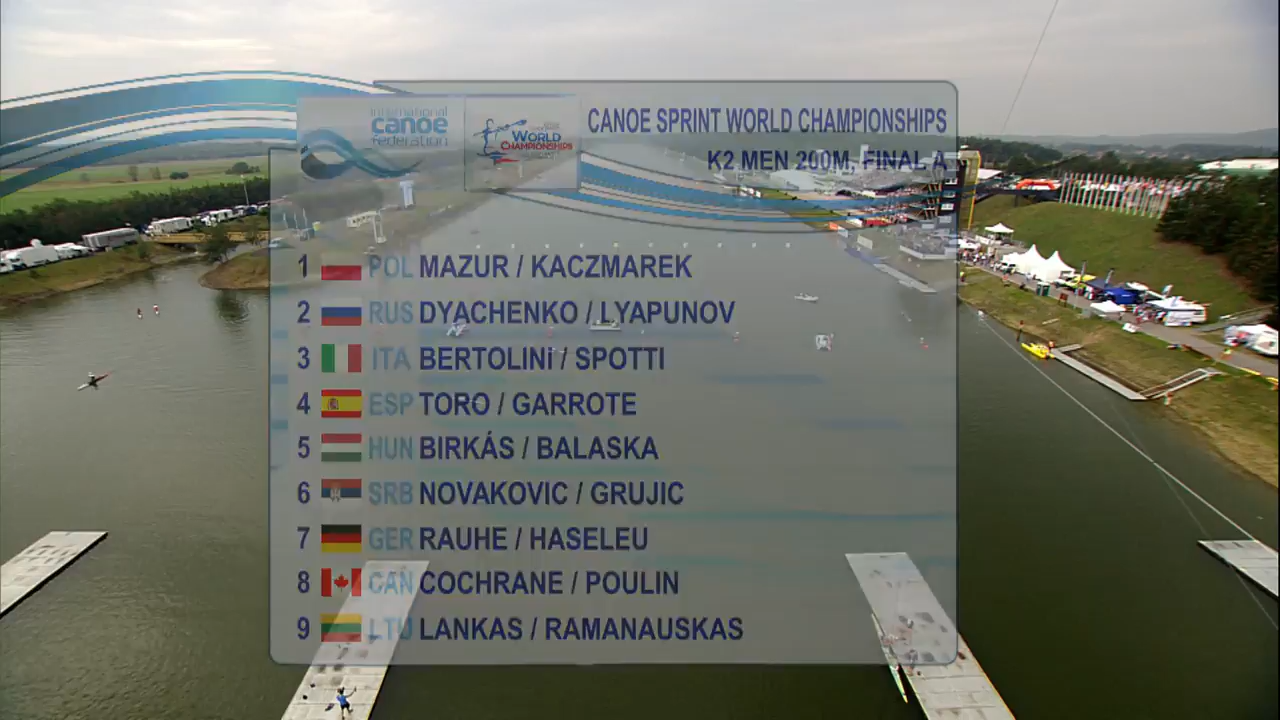 international
canoe
federation
WORLD
CHAMPIONSHIPS
CANOE SPRINT WORLD CHAMPIONSHIPS
K2 MEN 200M, FINAL A
1 POL MAZUR / KACZMAREK
2 RUS DYACHENKO / LYAPUNOV
3 ITA BERTOLINI / SPOTTI
4 ESP TORO / GARROTE
5 HUN BIRKÁS / BALASKA
6 SRB NOVAKOVIC / GRUJIC
7 GER RAUHE / HASELEU
8 CAN COCHRANE / POULIN
9 LTU LANKAS / RAMANAUSKAS